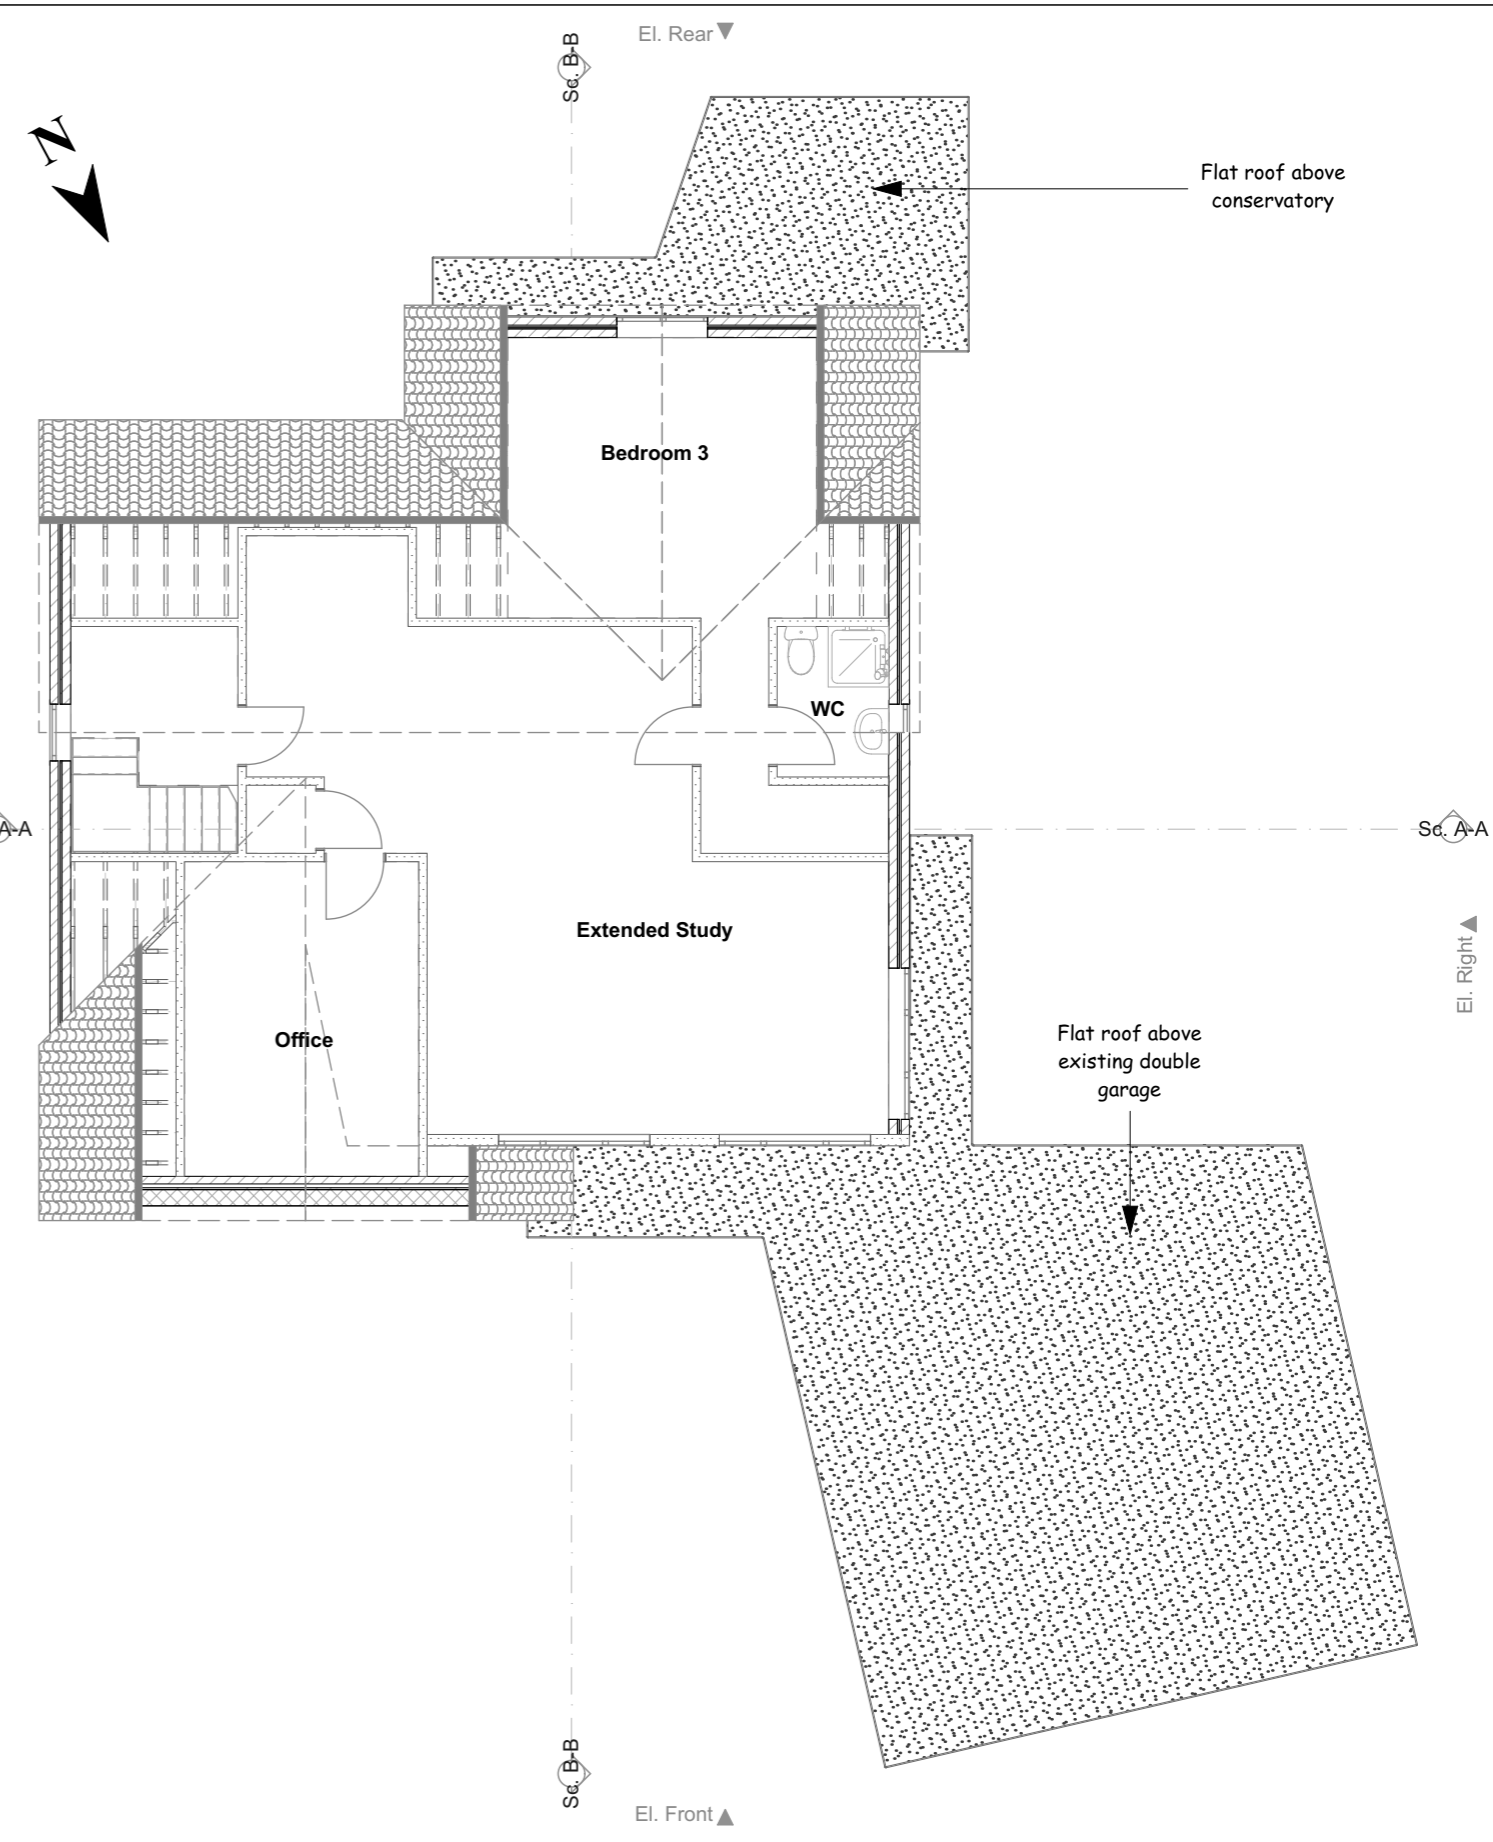 El. Rear
Sc. B-B
N
Flat roof above
conservatory
Bedroom 3
WC
A-A
Sc. A-A
Extended Study
El. Right
Office
Flat roof above
existing double
garage
Sc. B-B
El. Front